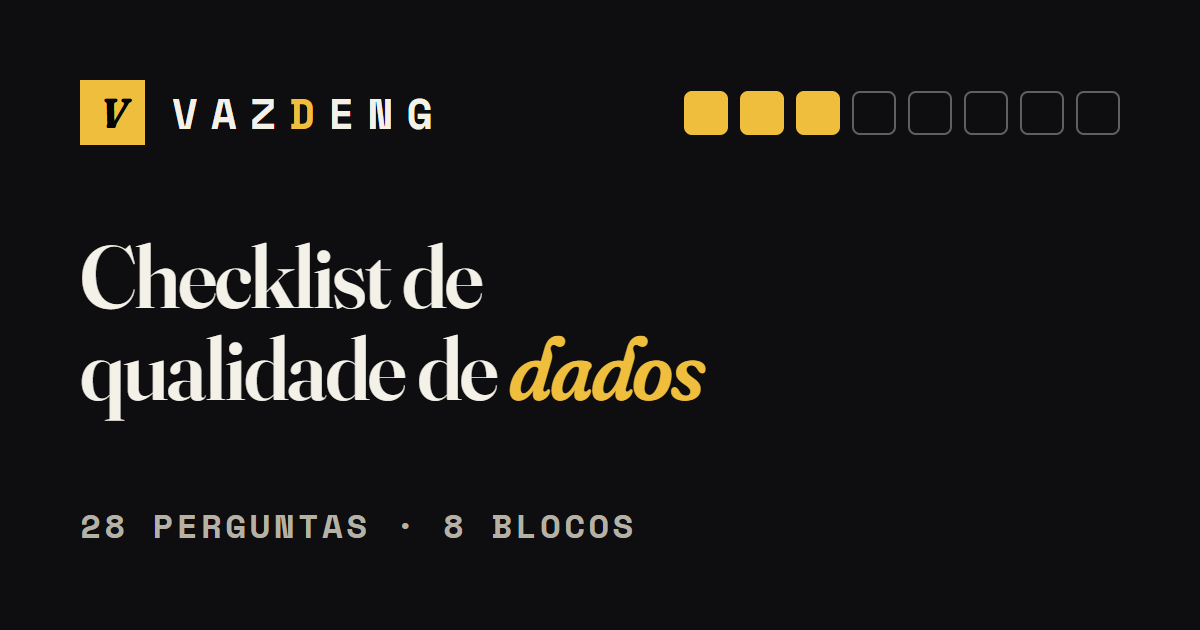 V VAZDENG
Checklist de
qualidade de dados
28 PERGUNTAS · 8 BLOCOS